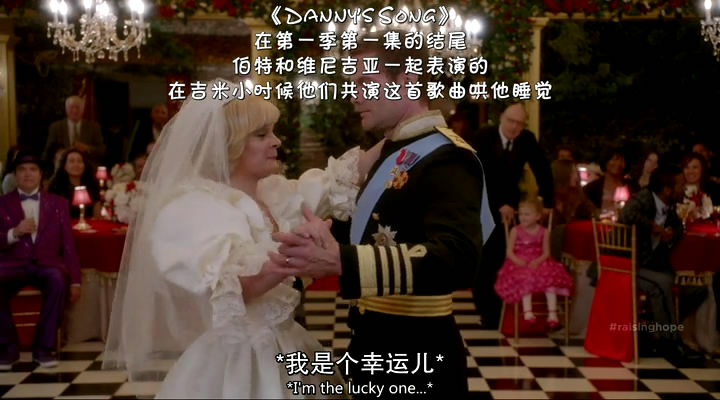 《DANNY'S SONG》
在第一季第一集的结尾
伯特和维尼吉亚一起表演的
在吉米小时候他们共演这首歌曲哄他睡觉
#raisinghope
*我是个幸运儿*
*I'm the lucky one...*